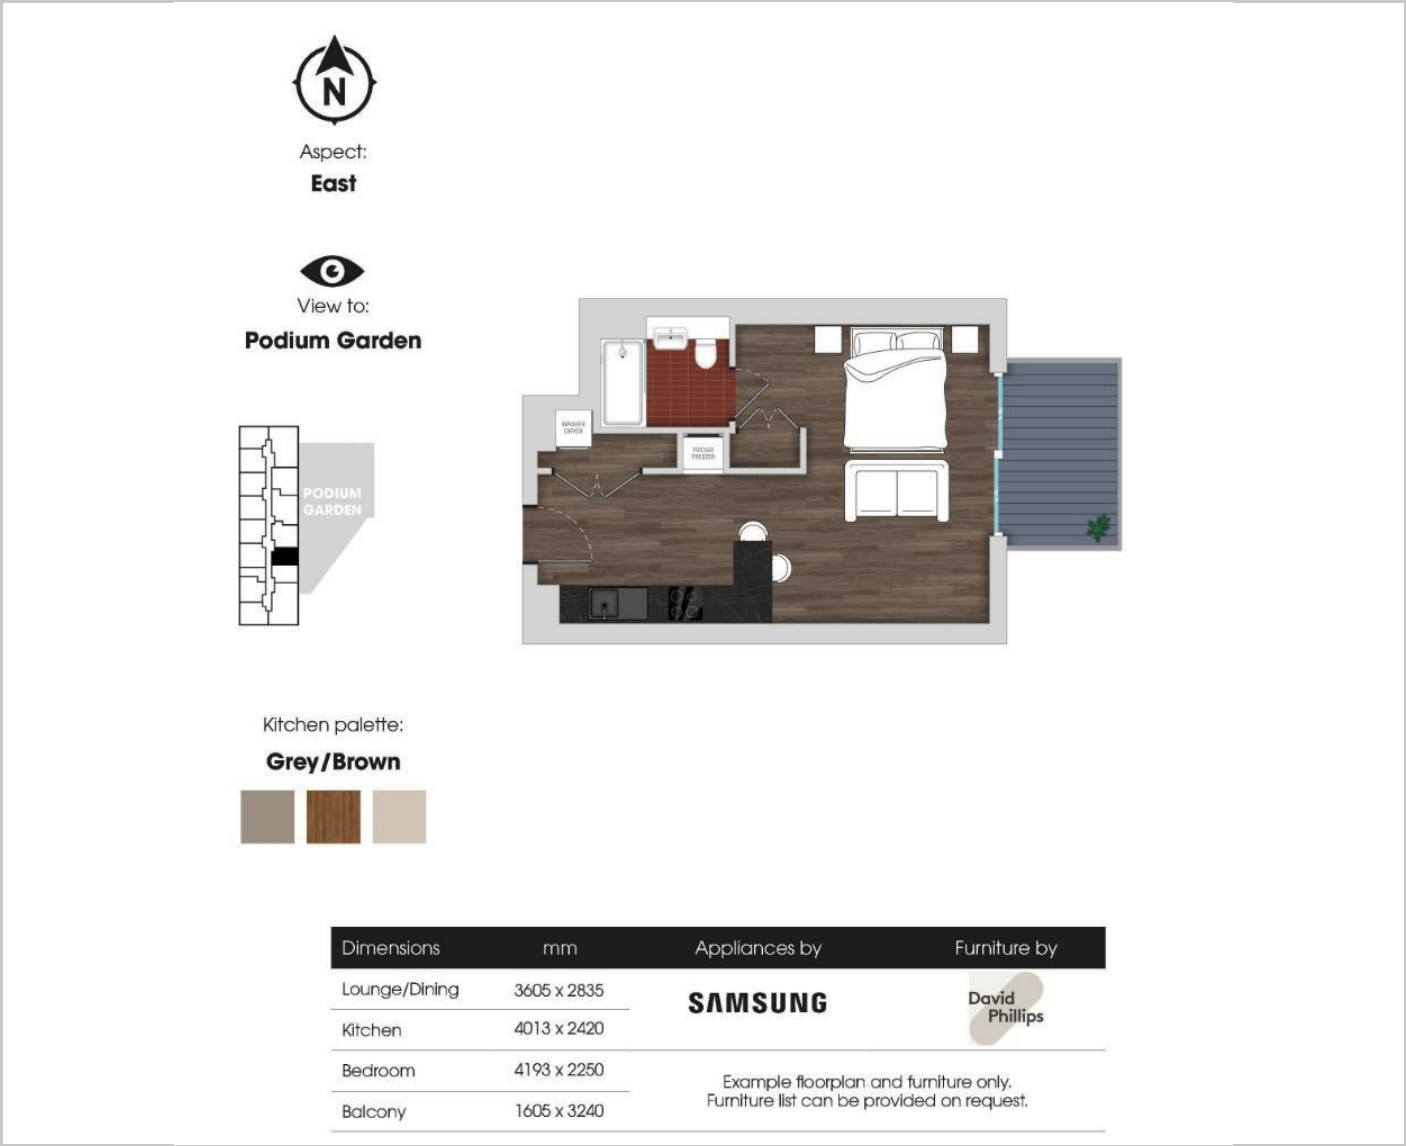 N
Aspect:
East
View to:
Podium Garden
PODIUM
GARDEN
WASHER
DRYER
FRIDGE
FREEZER
Kitchen palette:
Grey/Brown
Dimensions mm Appliances by Furniture by
Lounge/Dining 3605 x 2835
SAMSUNG
David
Phillips
Kitchen 4013 x 2420
Bedroom 4193 x 2250
Example floorplan and furniture only.
Furniture list can be provided on request.
Balcony 1605 x 3240